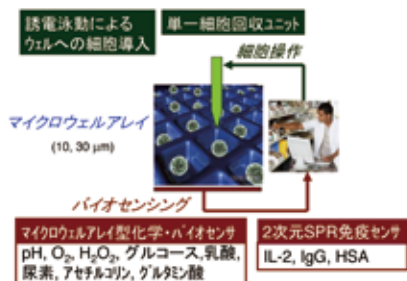 誘電泳動による
ウェルへの細胞導入
単一細胞回収ユニット
細胞操作
マイクロウェルアレイ
(10, 30 μm)
バイオセンシング
マイクロウェルアレイ型化学・バイオセンサ
pH, O₂, H₂O₂, グルコース,乳酸,
尿素, アセチルコリン, グルタミン酸
2次元SPR免疫センサ
IL-2, IgG, HSA